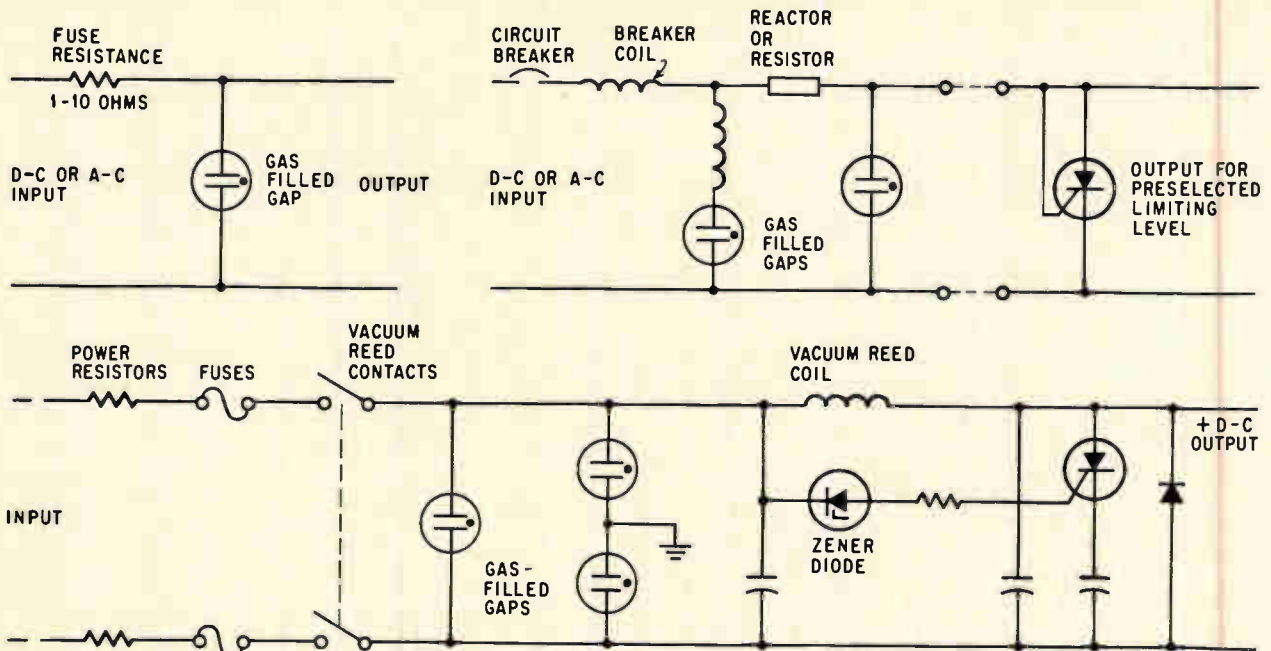 FUSE
RESISTANCE
1-10 OHMS
D-C OR A-C
INPUT
GAS
FILLED
GAP
OUTPUT
CIRCUIT
BREAKER
BREAKER
COIL
REACTOR
OR
RESISTOR
D-C OR A-C
INPUT
GAS
FILLED
GAPS
OUTPUT FOR
PRESELECTED
LIMITING
LEVEL
POWER
RESISTORS
FUSES
VACUUM
REED
CONTACTS
VACUUM REED
COIL
+ D-C
OUTPUT
INPUT
GAS-
FILLED
GAPS
ZENER
DIODE